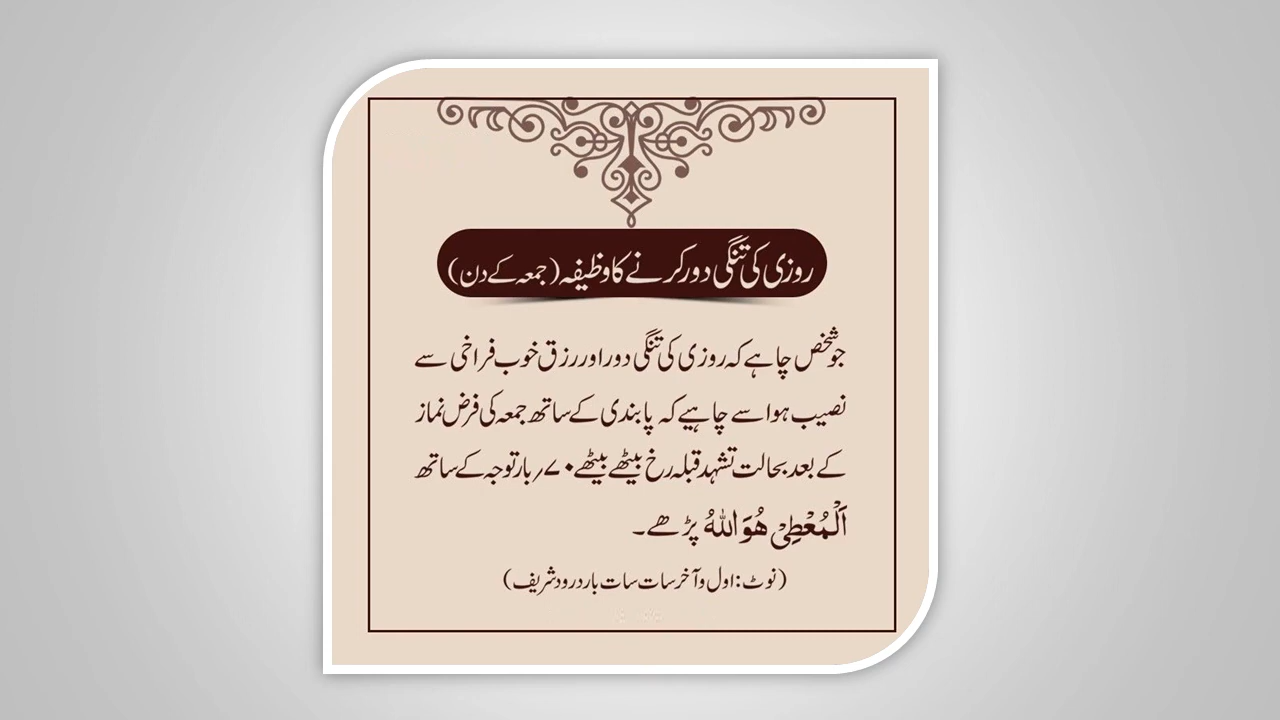 روزی کی تنگی دور کرنے کا وظیفہ (جمعہ کے دن)
جو شخص چاہے کہ روزی کی تنگی دور اور رزق خوب فراخی سے
نصیب ہو اسے چاہیے کہ پابندی کے ساتھ جمعہ کی فرض نماز
کے بعد بحالت تشہد قبلہ رخ بیٹھے بیٹھے ۷۰؍ بار توجہ کے ساتھ
اَلْمُعْطِیْ هُوَ اللهُ پڑھے۔
(نوٹ: اول و آخر سات سات بار درود شریف)